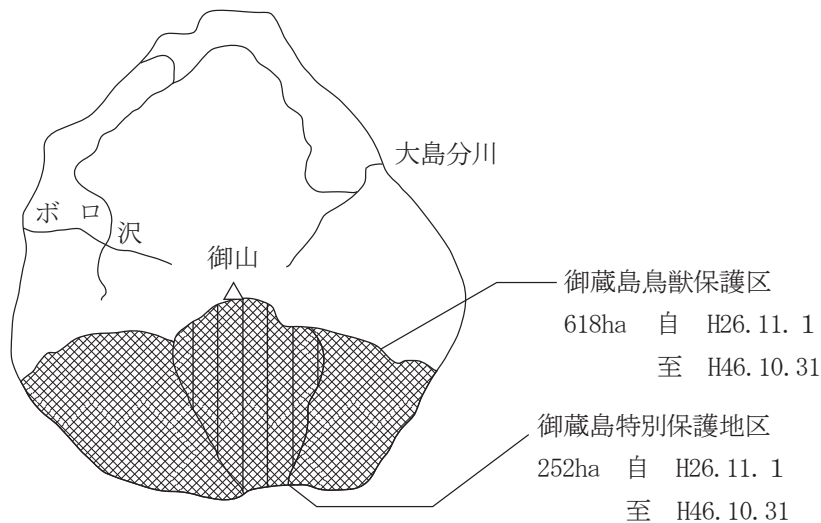 大島分川
ボロ沢
御山
御蔵島鳥獣保護区
618ha 自 H26.11.1
至 H46.10.31
御蔵島特別保護地区
252ha 自 H26.11.1
至 H46.10.31